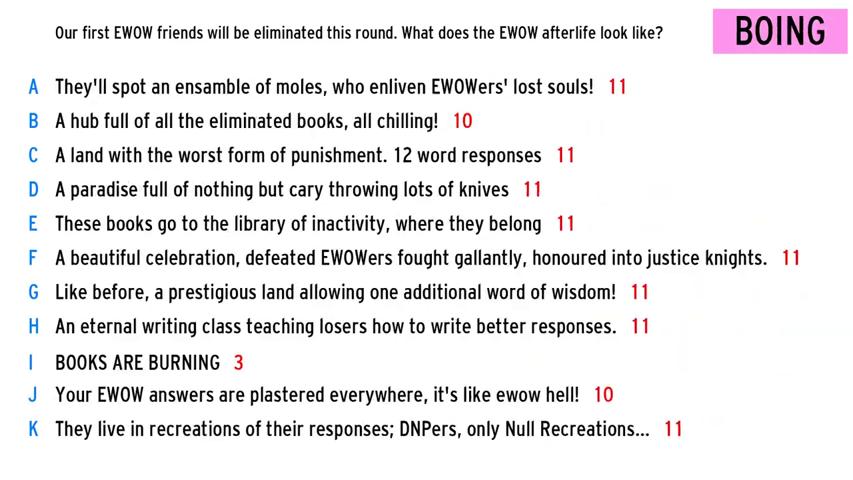 Our first EWOW friends will be eliminated this round. What does the EWOW afterlife look like?
BOING
A They'll spot an ensamble of moles, who enliven EWOWers' lost souls! 11
B A hub full of all the eliminated books, all chilling! 10
C A land with the worst form of punishment. 12 word responses 11
D A paradise full of nothing but cary throwing lots of knives 11
E These books go to the library of inactivity, where they belong 11
F A beautiful celebration, defeated EWOWers fought gallantly, honoured into justice knights. 11
G Like before, a prestigious land allowing one additional word of wisdom! 11
H An eternal writing class teaching losers how to write better responses. 11
I BOOKS ARE BURNING 3
J Your EWOW answers are plastered everywhere, it's like ewow hell! 10
K They live in recreations of their responses; DNPers, only Null Recreations... 11